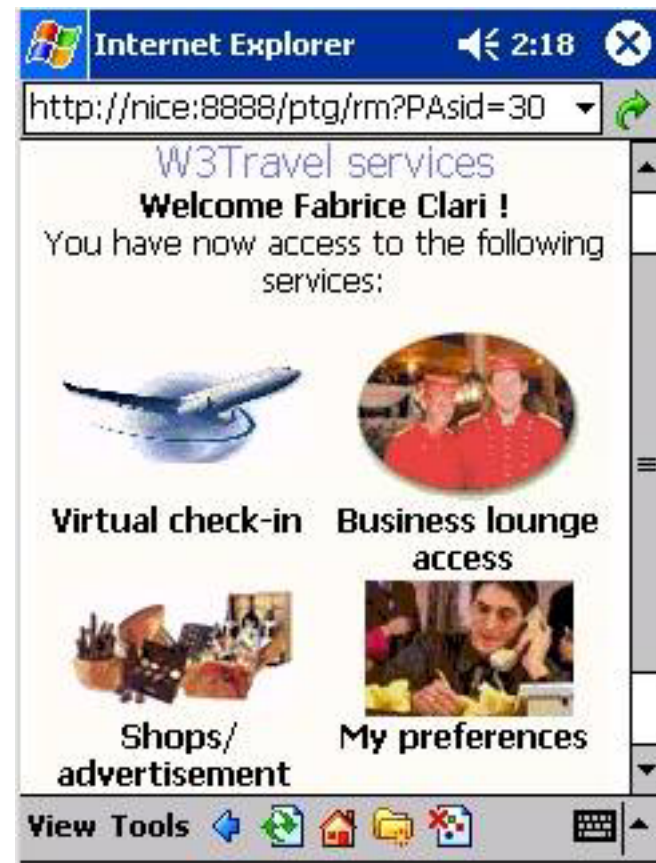 Internet Explorer 2:18
http://nice:8888/ptg/rm?PAsid=30
W3Travel services
Welcome Fabrice Clari !
You have now access to the following
services:
Virtual check-in
Business lounge
access
Shops/
advertisement
My preferences
View Tools